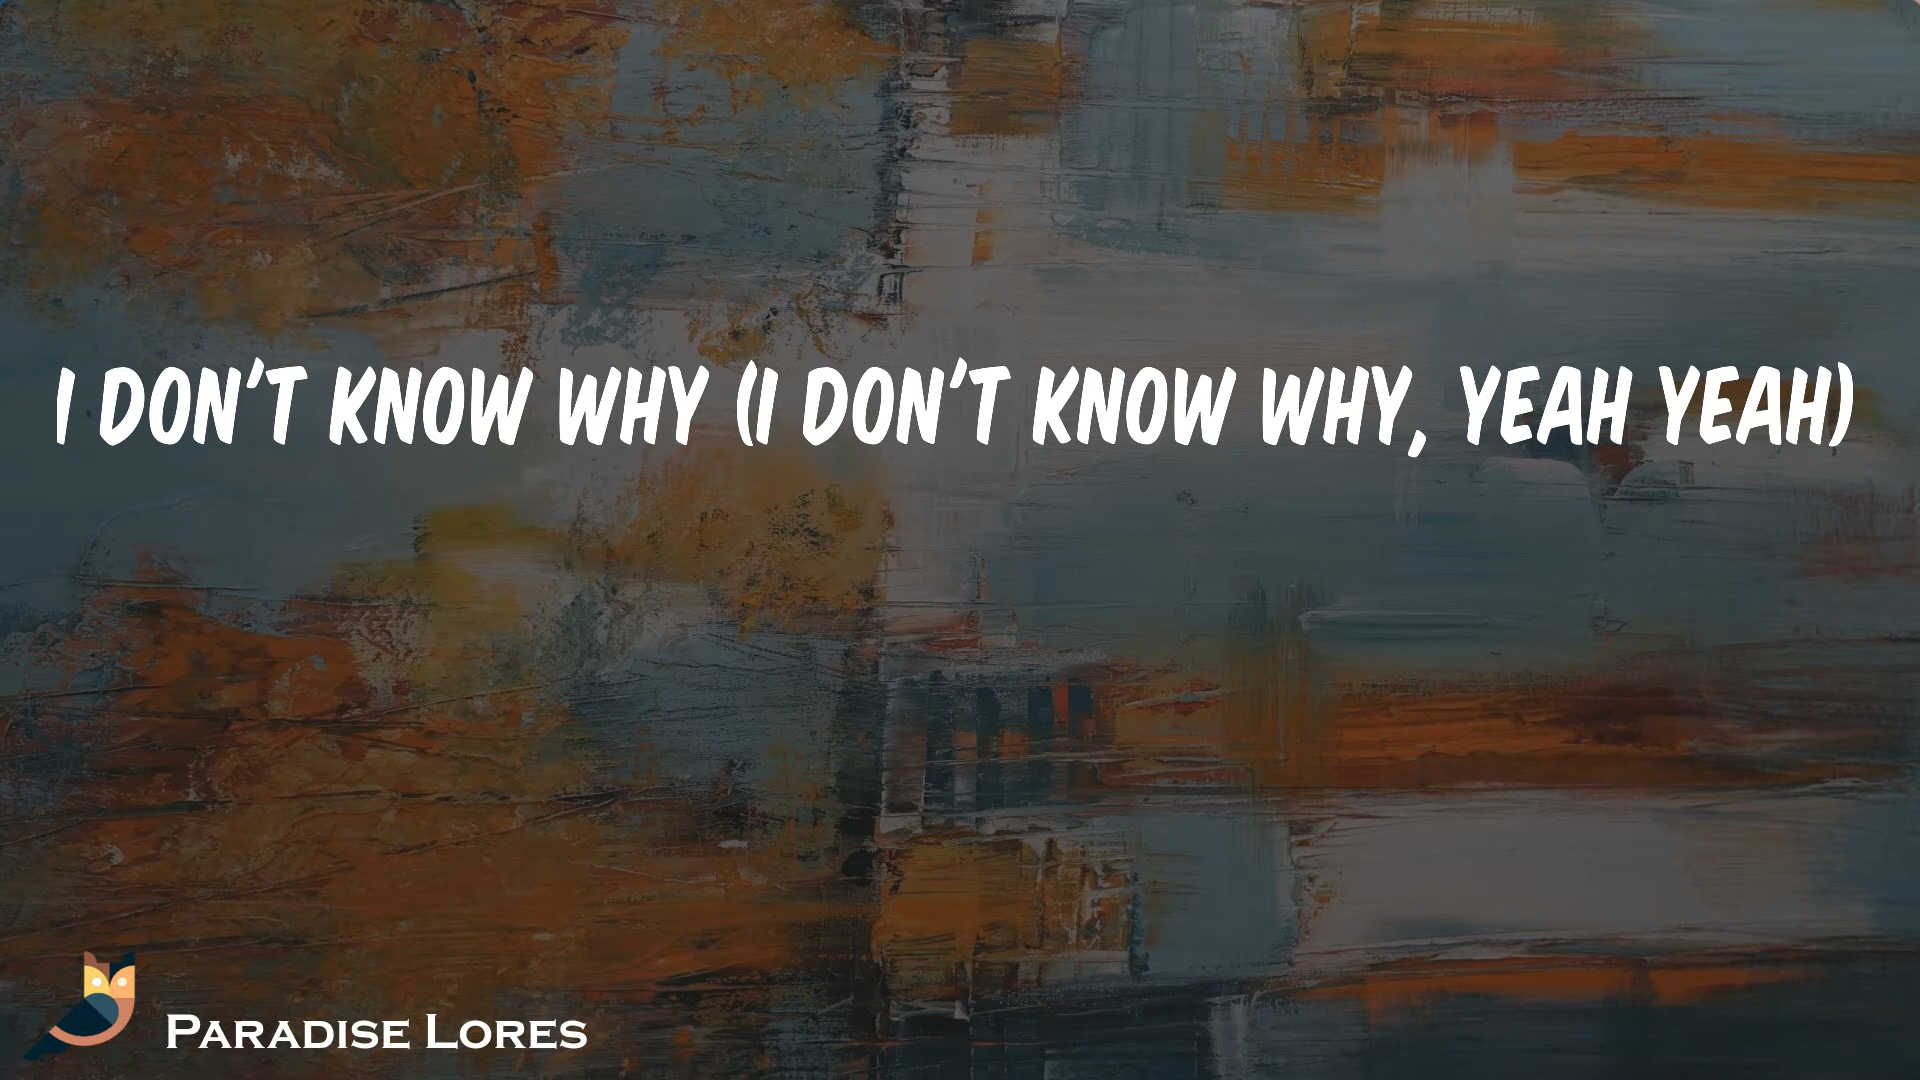 I DON'T KNOW WHY (I DON'T KNOW WHY, YEAH YEAH)
PARADISE LORES